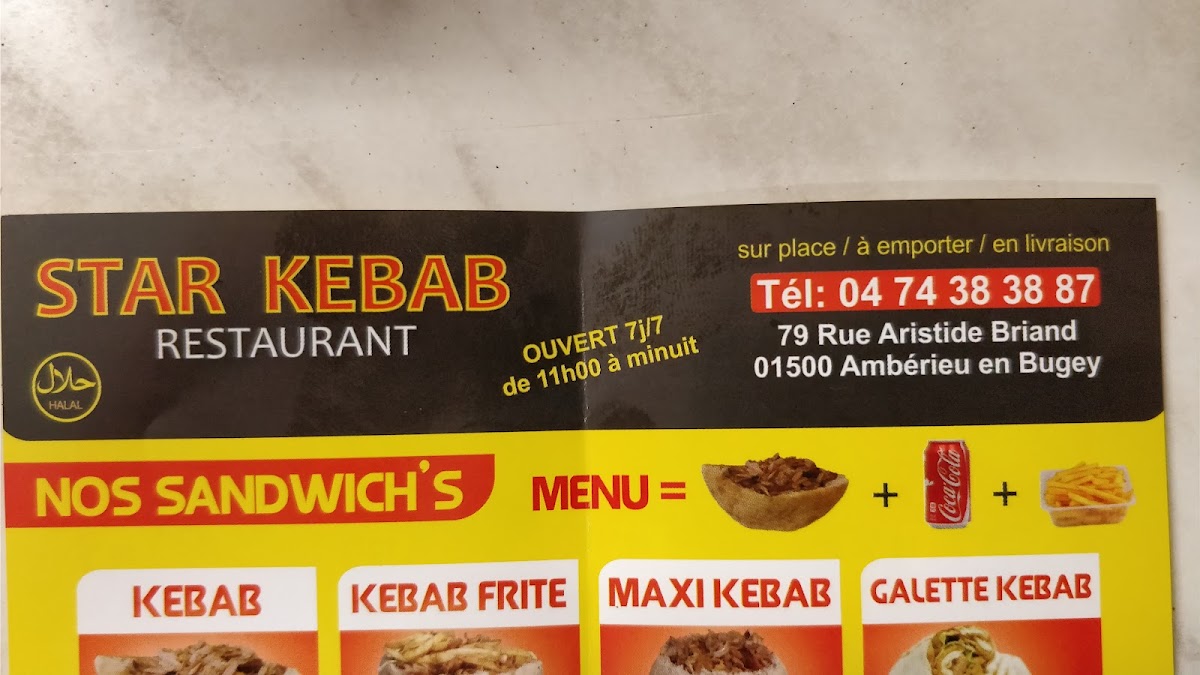 STAR KEBAB
RESTAURANT
حلال
HALAL
OUVERT 7j/7
de 11h00 à minuit
sur place / à emporter / en livraison
Tél: 04 74 38 38 87
79 Rue Aristide Briand
01500 Ambérieu en Bugey
NOS SANDWICH'S
MENU = + +
Coca-Cola
KEBAB
KEBAB FRITE
MAXI KEBAB
GALETTE KEBAB